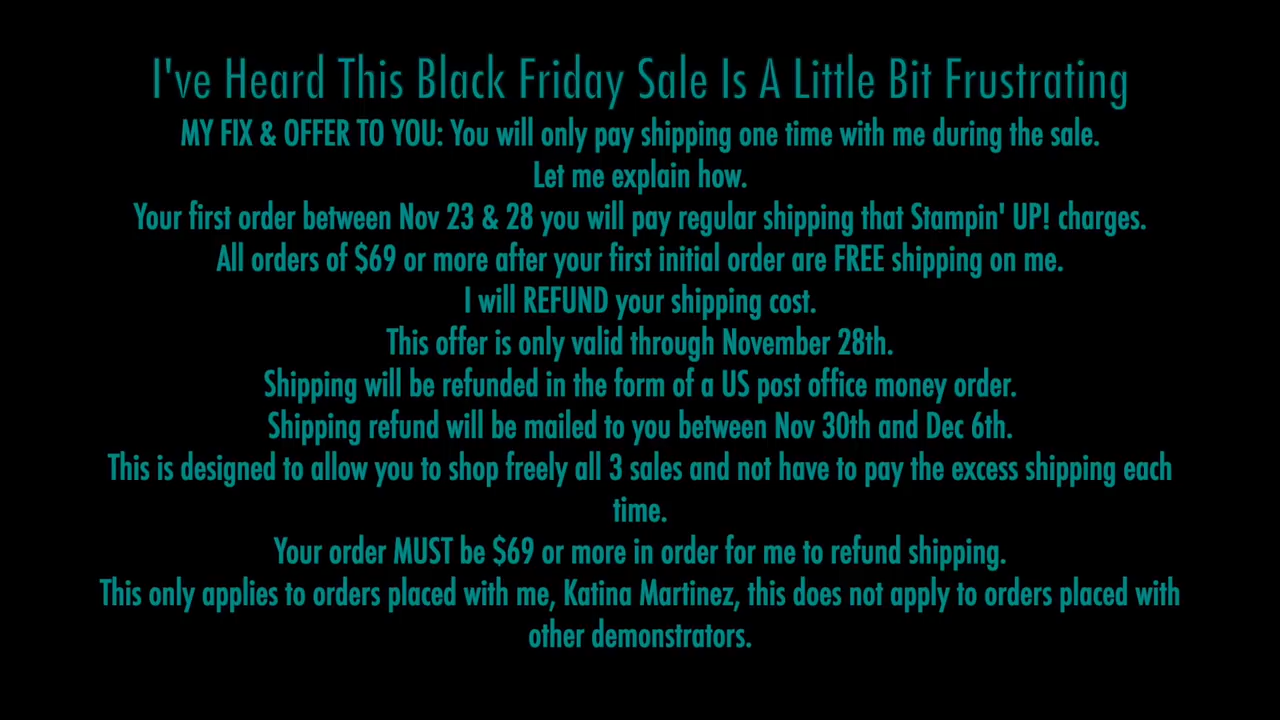 I've Heard This Black Friday Sale Is A Little Bit Frustrating
MY FIX & OFFER TO YOU: You will only pay shipping one time with me during the sale.
Let me explain how.
Your first order between Nov 23 & 28 you will pay regular shipping that Stampin' UP! charges.
All orders of $69 or more after your first initial order are FREE shipping on me.
I will REFUND your shipping cost.
This offer is only valid through November 28th.
Shipping will be refunded in the form of a US post office money order.
Shipping refund will be mailed to you between Nov 30th and Dec 6th.
This is designed to allow you to shop freely all 3 sales and not have to pay the excess shipping each
time.
Your order MUST be $69 or more in order for me to refund shipping.
This only applies to orders placed with me, Katina Martinez, this does not apply to orders placed with
other demonstrators.